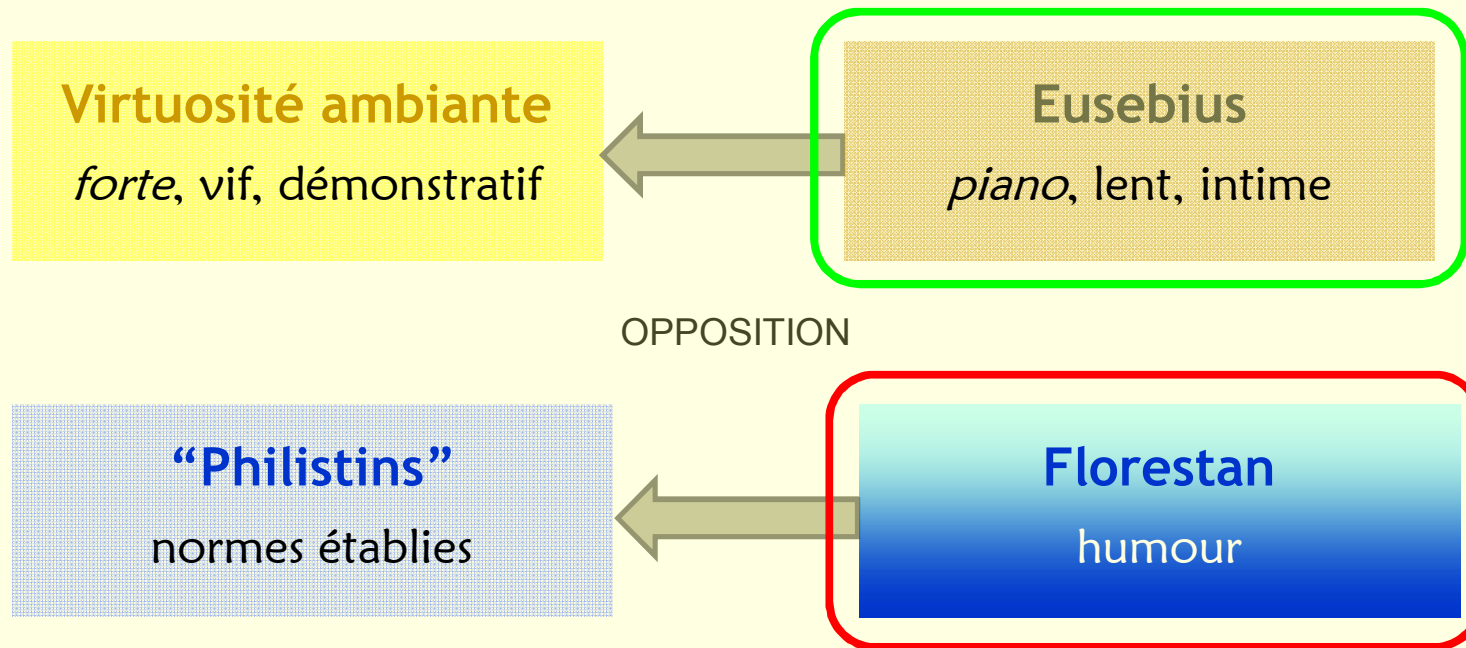 Virtuosité ambiante
forte, vif, démonstratif
Eusebius
piano, lent, intime
OPPOSITION
“Philistins”
normes établies
Florestan
humour